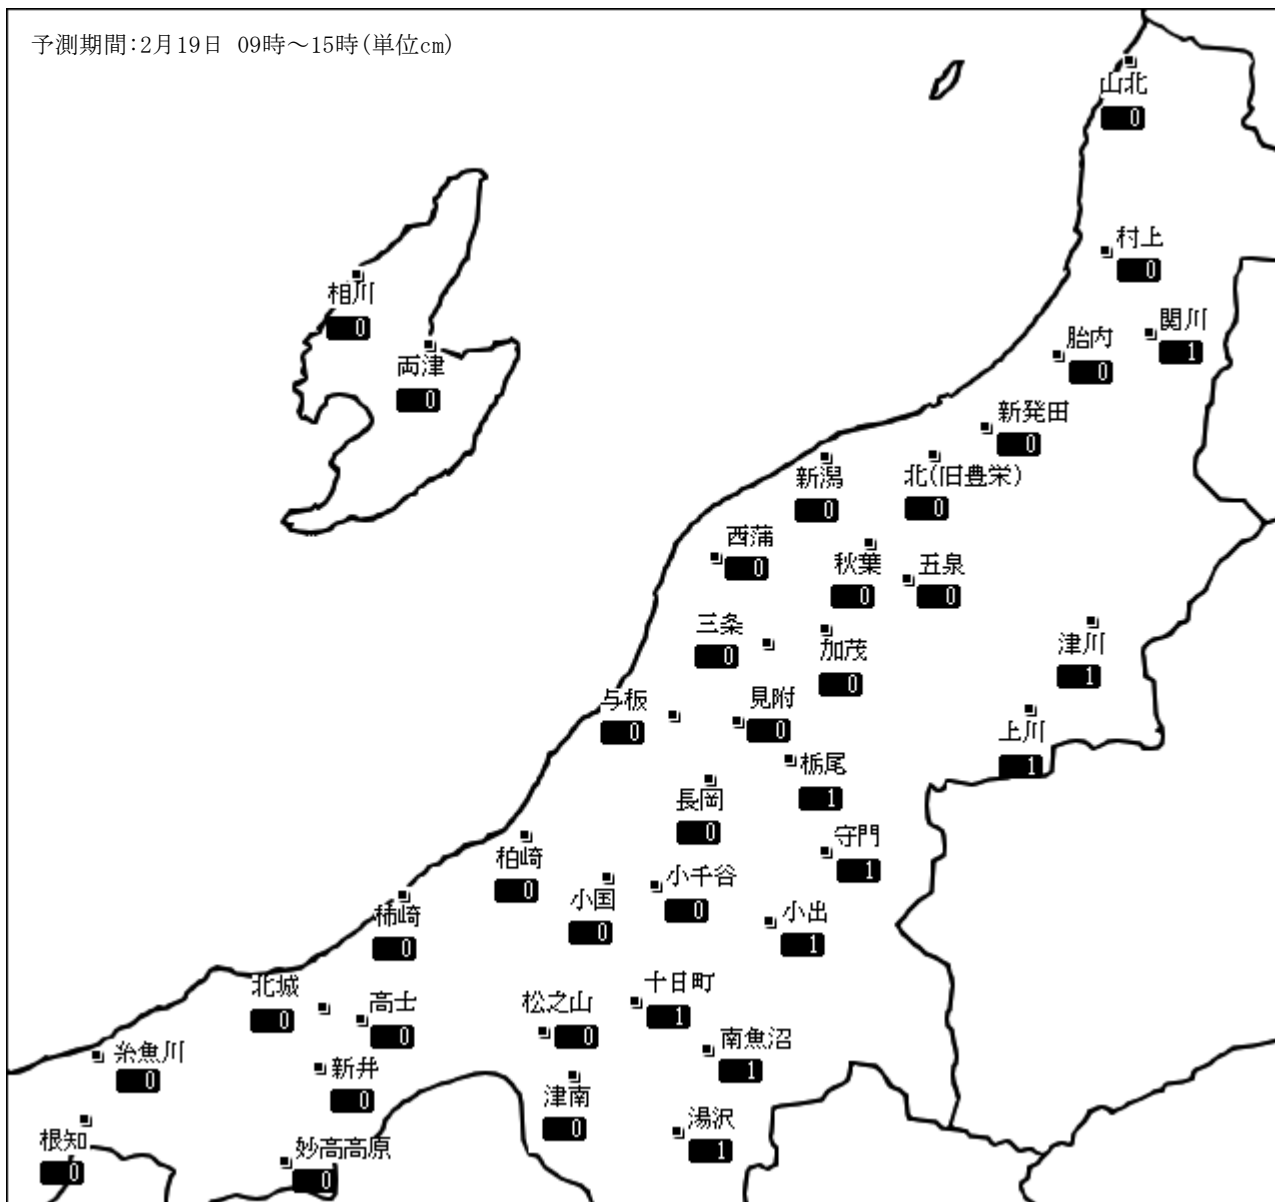 予測期間:2月19日 09時～15時(単位cm)
山北
0
村上
0
相川
0
関川
1
胎内
0
両津
0
新発田
0
新潟
0
北(旧豊栄)
0
西蒲
0
秋葉
0
五泉
0
三条
0
加茂
0
津川
1
与板
0
見附
0
上川
1
栃尾
1
長岡
0
守門
1
柏崎
0
小国
0
小千谷
0
小出
1
柿崎
0
北城
0
高士
0
松之山
0
十日町
1
南魚沼
1
糸魚川
0
新井
0
津南
0
湯沢
1
根知
0
妙高高原
0